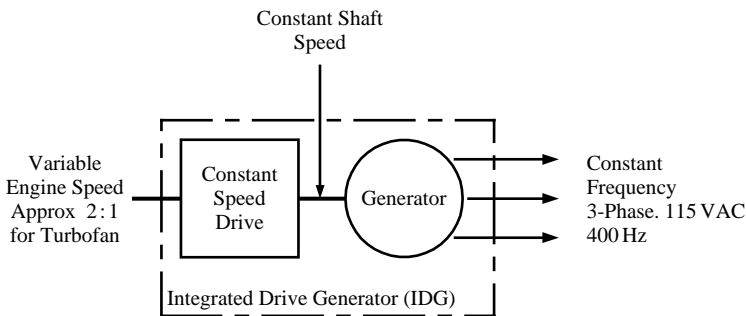 Constant Shaft
Speed
Variable
Engine Speed
Approx 2:1
for Turbofan
Constant
Speed
Drive
Generator
Constant
Frequency
3-Phase. 115 VAC
400 Hz
Integrated Drive Generator (IDG)